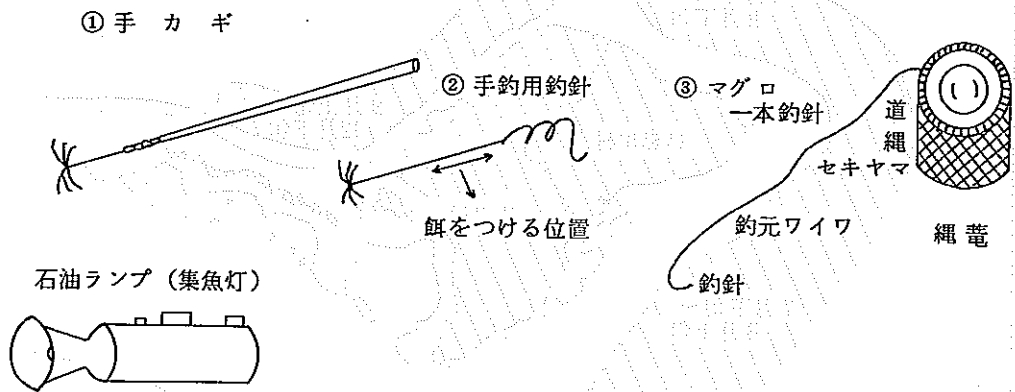 ① 手カギ
② 手釣用釣針
餌をつける位置
③ マグロ
一本釣針
道縄
セキヤマ
釣元ワイワ
釣針
縄篭
石油ランプ (集魚灯)